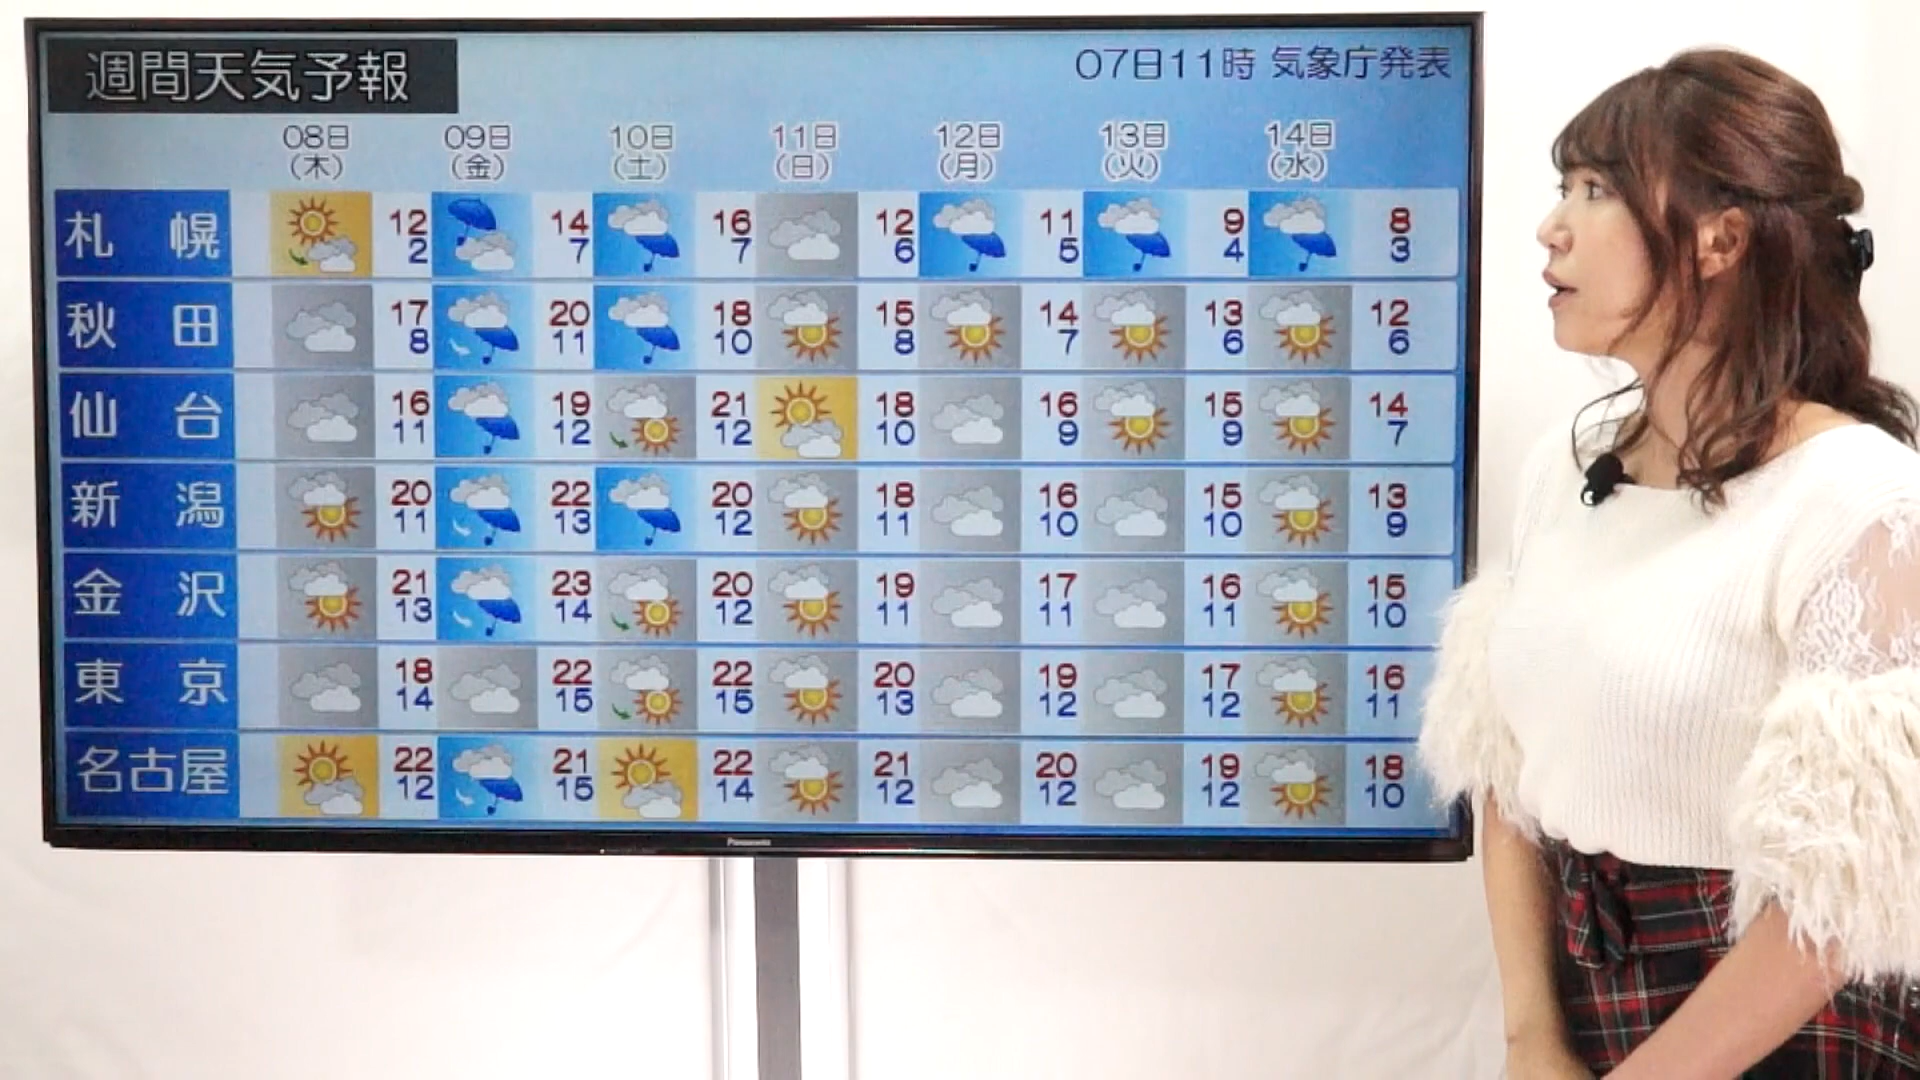 週間天気予報
07日11時 気象庁発表
08日 09日 10日 11日 12日 13日 14日
(木) (金) (土) (日) (月) (火) (水)
札幌 12 14 16 12 11 9 8
2 7 7 6 5 4 3
秋田 17 20 18 15 14 13 12
8 11 10 8 7 6 6
仙台 16 19 21 18 16 15 14
11 12 12 10 9 9 7
新潟 20 22 20 18 16 15 13
11 13 12 11 10 10 9
金沢 21 23 20 19 17 16 15
13 14 12 11 11 11 10
東京 18 22 22 20 19 17 16
14 15 15 13 12 12 11
名古屋 22 21 22 21 20 19 18
12 15 14 12 12 12 10
Panasonic